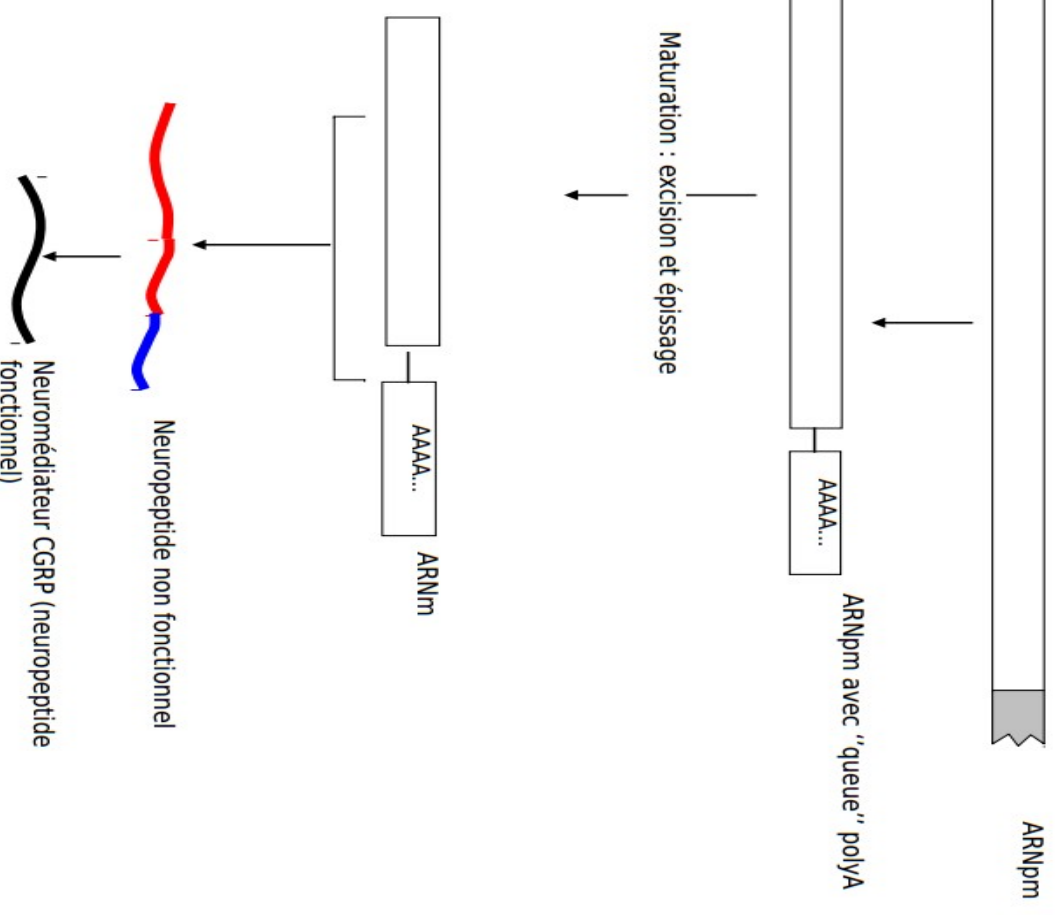 ARNpm
AAAA...
ARNpm avec ‘‘queue’’ polyA
Maturation : excision et épissage
AAAA...
ARNm
Neuropeptide non fonctionnel
Neuromédiateur CGRP (neuropeptide
fonctionnel)